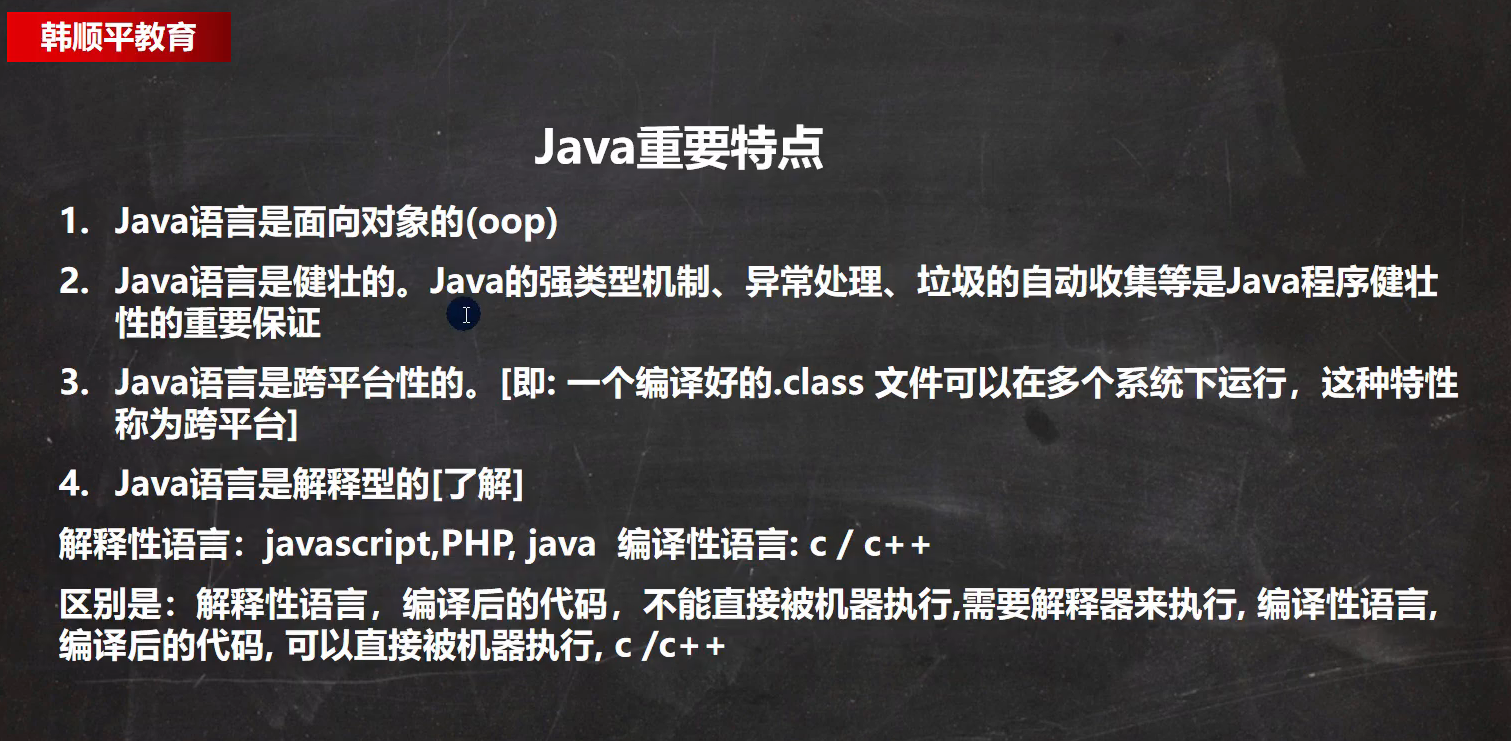 韩顺平教育
Java重要特点
1. Java语言是面向对象的(oop)
2. Java语言是健壮的。Java的强类型机制、异常处理、垃圾的自动收集等是Java程序健壮
性的重要保证
3. Java语言是跨平台性的。[即: 一个编译好的.class 文件可以在多个系统下运行，这种特性
称为跨平台]
4. Java语言是解释型的[了解]
解释性语言：javascript,PHP, java 编译性语言: c / c++
区别是：解释性语言，编译后的代码，不能直接被机器执行,需要解释器来执行, 编译性语言,
编译后的代码, 可以直接被机器执行, c /c++